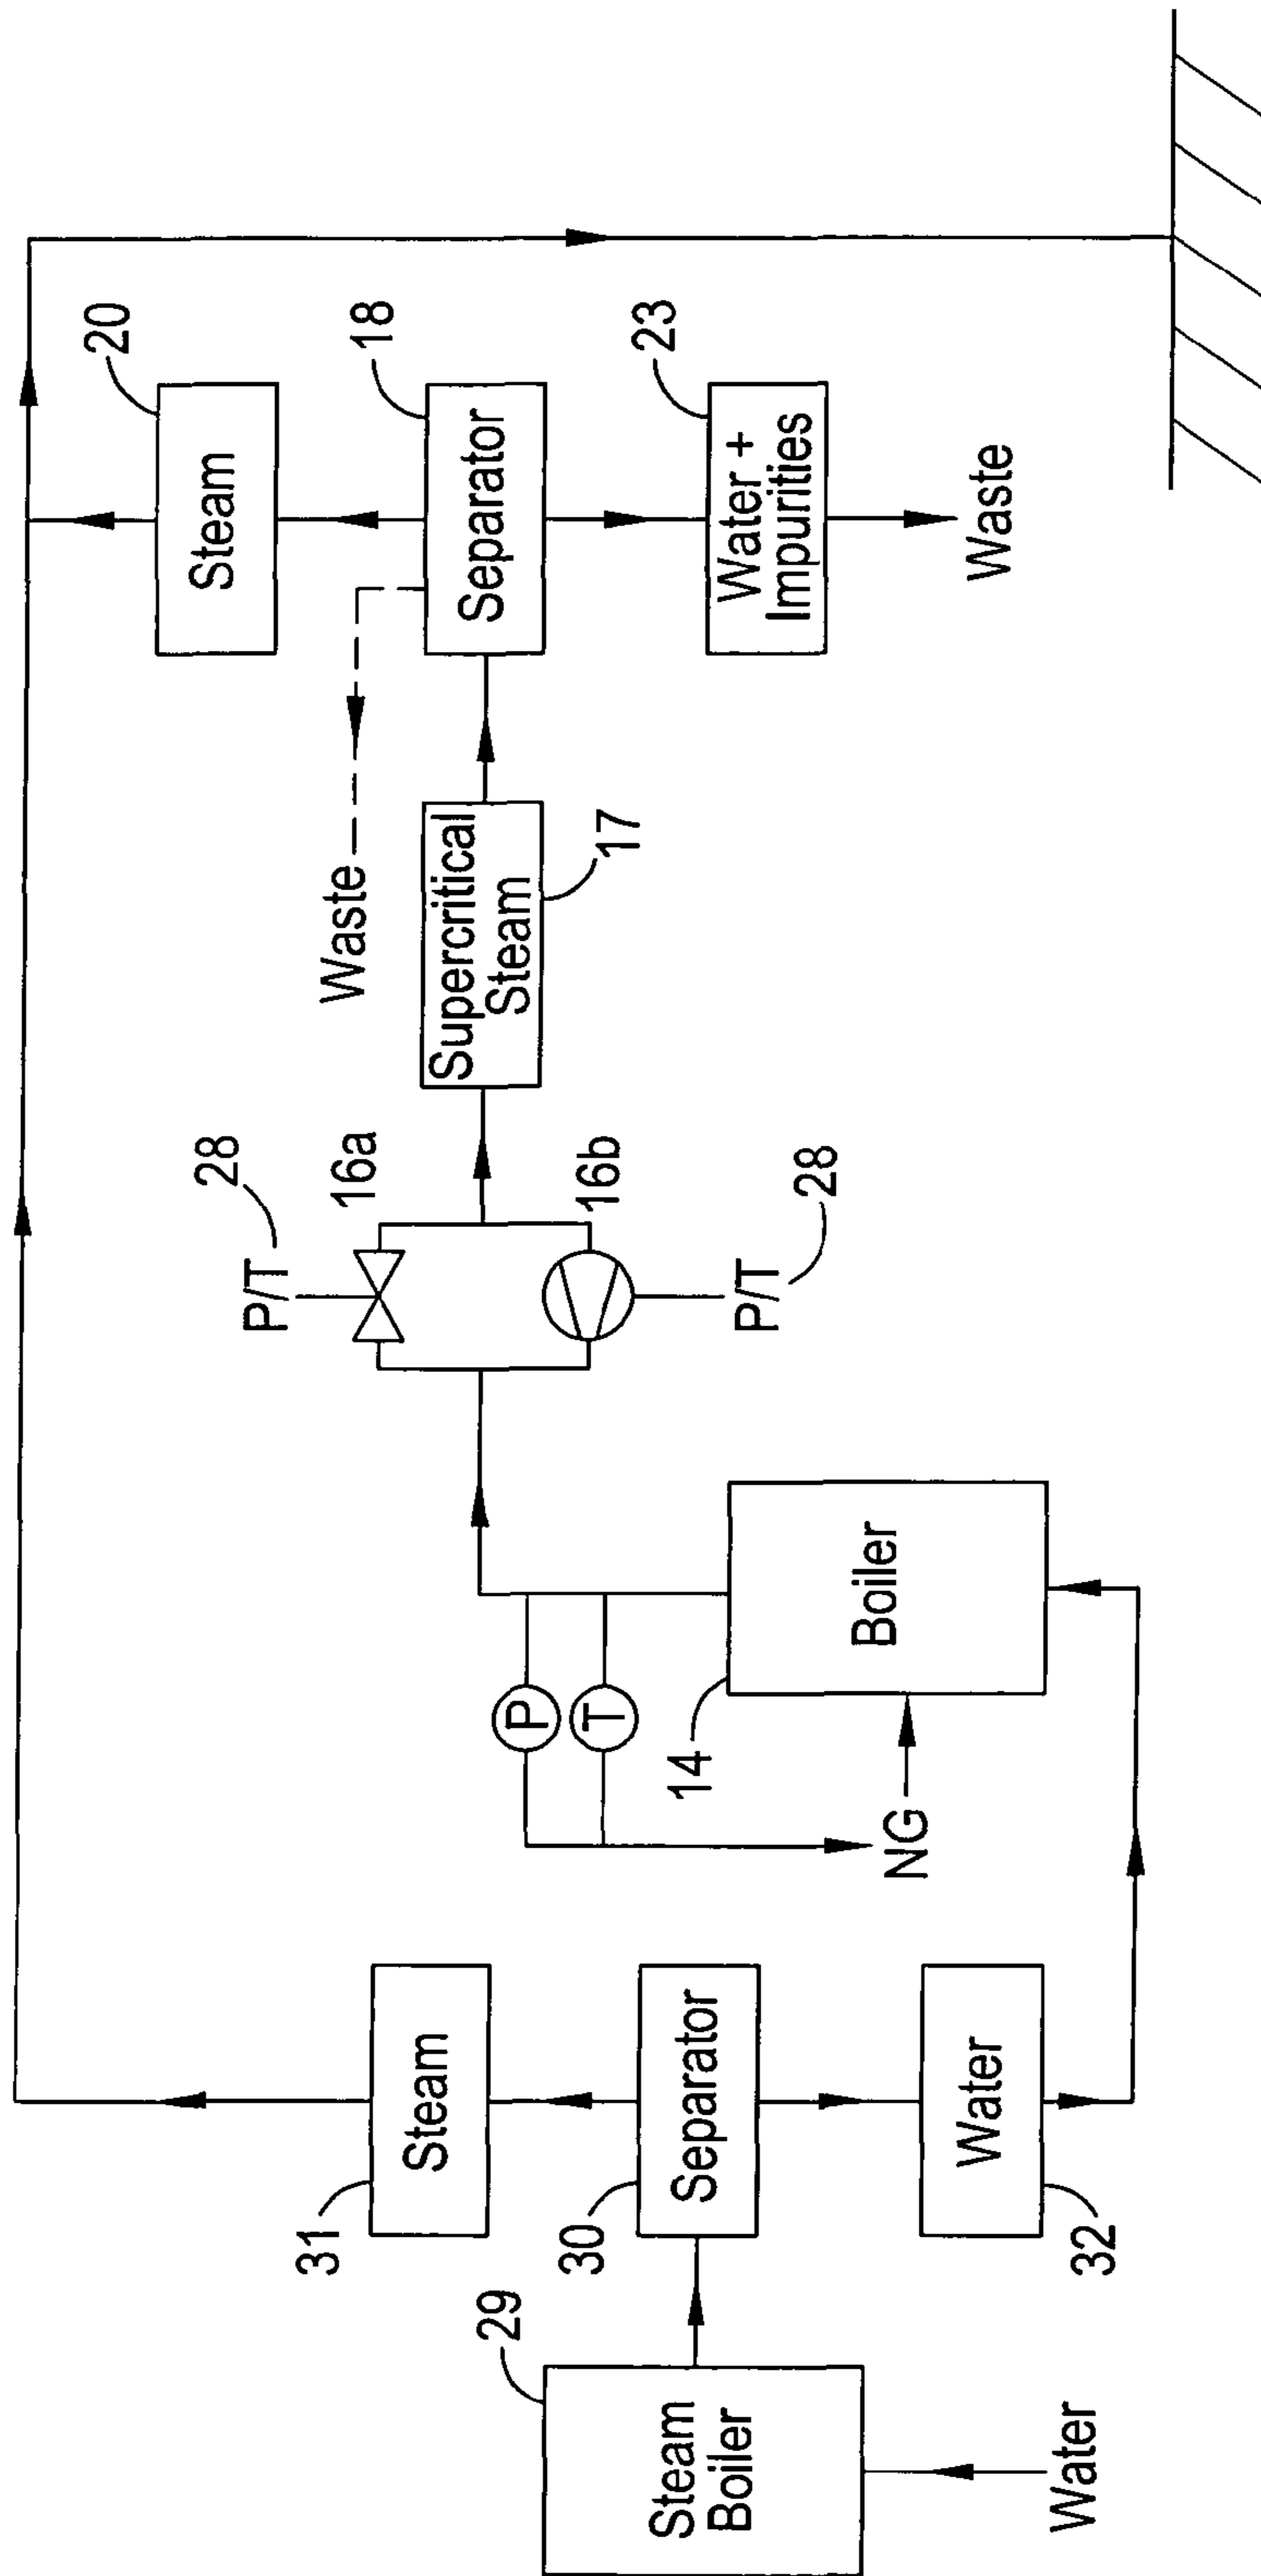 Water
Steam
Boiler
29
Separator
30
Steam
31
Water
32
Boiler
14
NG
P
T
P/T
28
16a
16b
P/T
28
Supercritical
Steam
17
Separator
18
Steam
20
Waste
Water +
Impurities
23
Waste